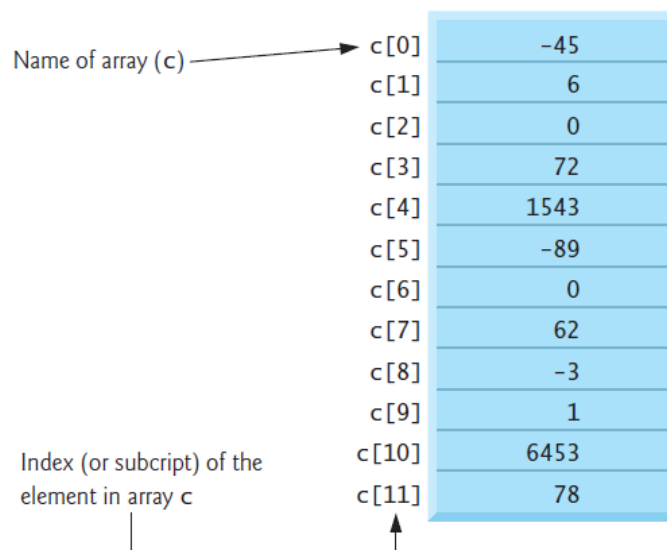 Name of array (c)
c[0] -45
c[1] 6
c[2] 0
c[3] 72
c[4] 1543
c[5] -89
c[6] 0
c[7] 62
c[8] -3
c[9] 1
c[10] 6453
c[11] 78
Index (or subcript) of the
element in array c